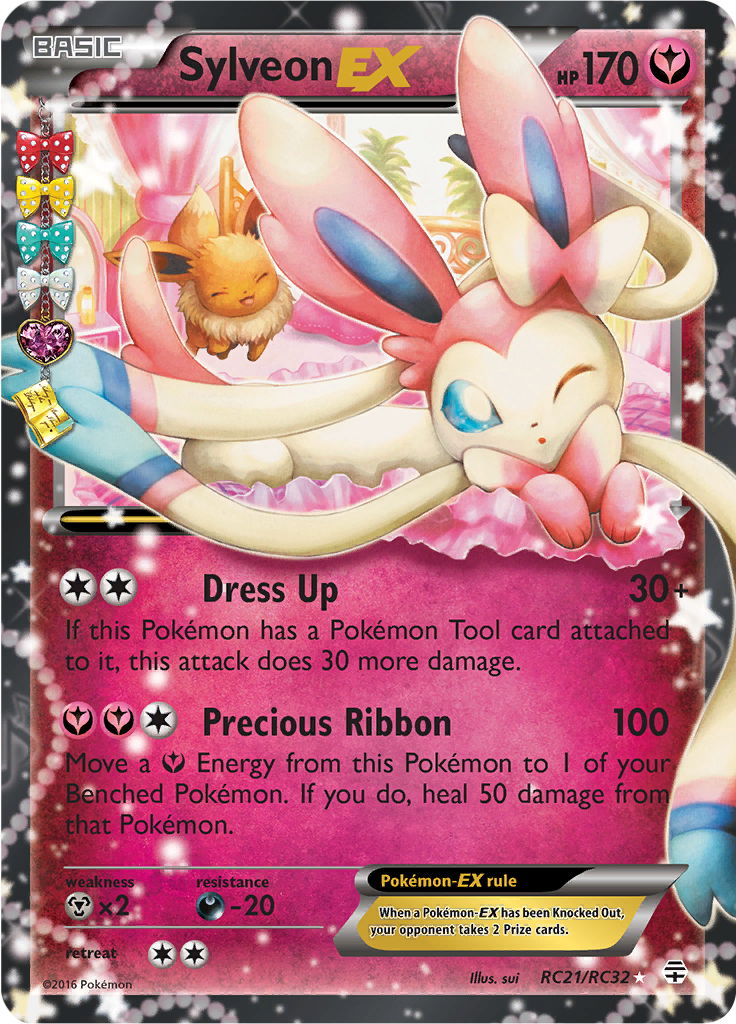 BASIC
Sylveon EX HP 170
Dress Up 30+
If this Pokémon has a Pokémon Tool card attached
to it, this attack does 30 more damage.
Precious Ribbon 100
Move a Energy from this Pokémon to 1 of your
Benched Pokémon. If you do, heal 50 damage from
that Pokémon.
weakness resistance
×2 -20
retreat
Pokémon-EX rule
When a Pokémon-EX has been Knocked Out,
your opponent takes 2 Prize cards.
©2016 Pokémon
Illus. sui RC21/RC32